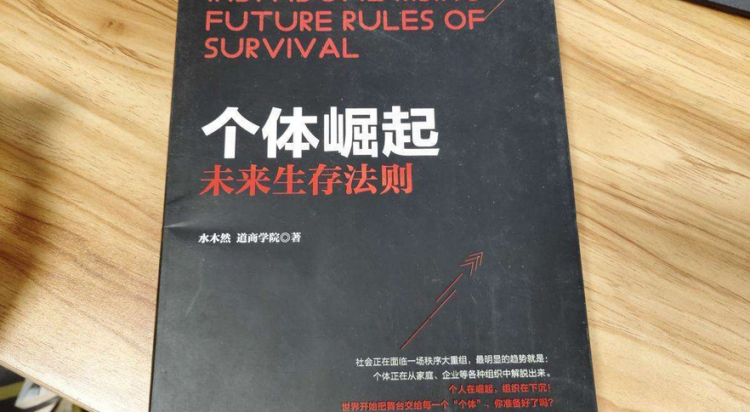 FUTURE RULES OF
SURVIVAL
个体崛起
未来生存法则
水木然 道商学院◎著
社会正在面临一场秩序大重组，最明显的趋势就是：
个体正在从家庭、企业等各种组织中解脱出来。
个人在崛起，组织在下沉！
世界开始把舞台交给每一个“个体”，你准备好了吗？